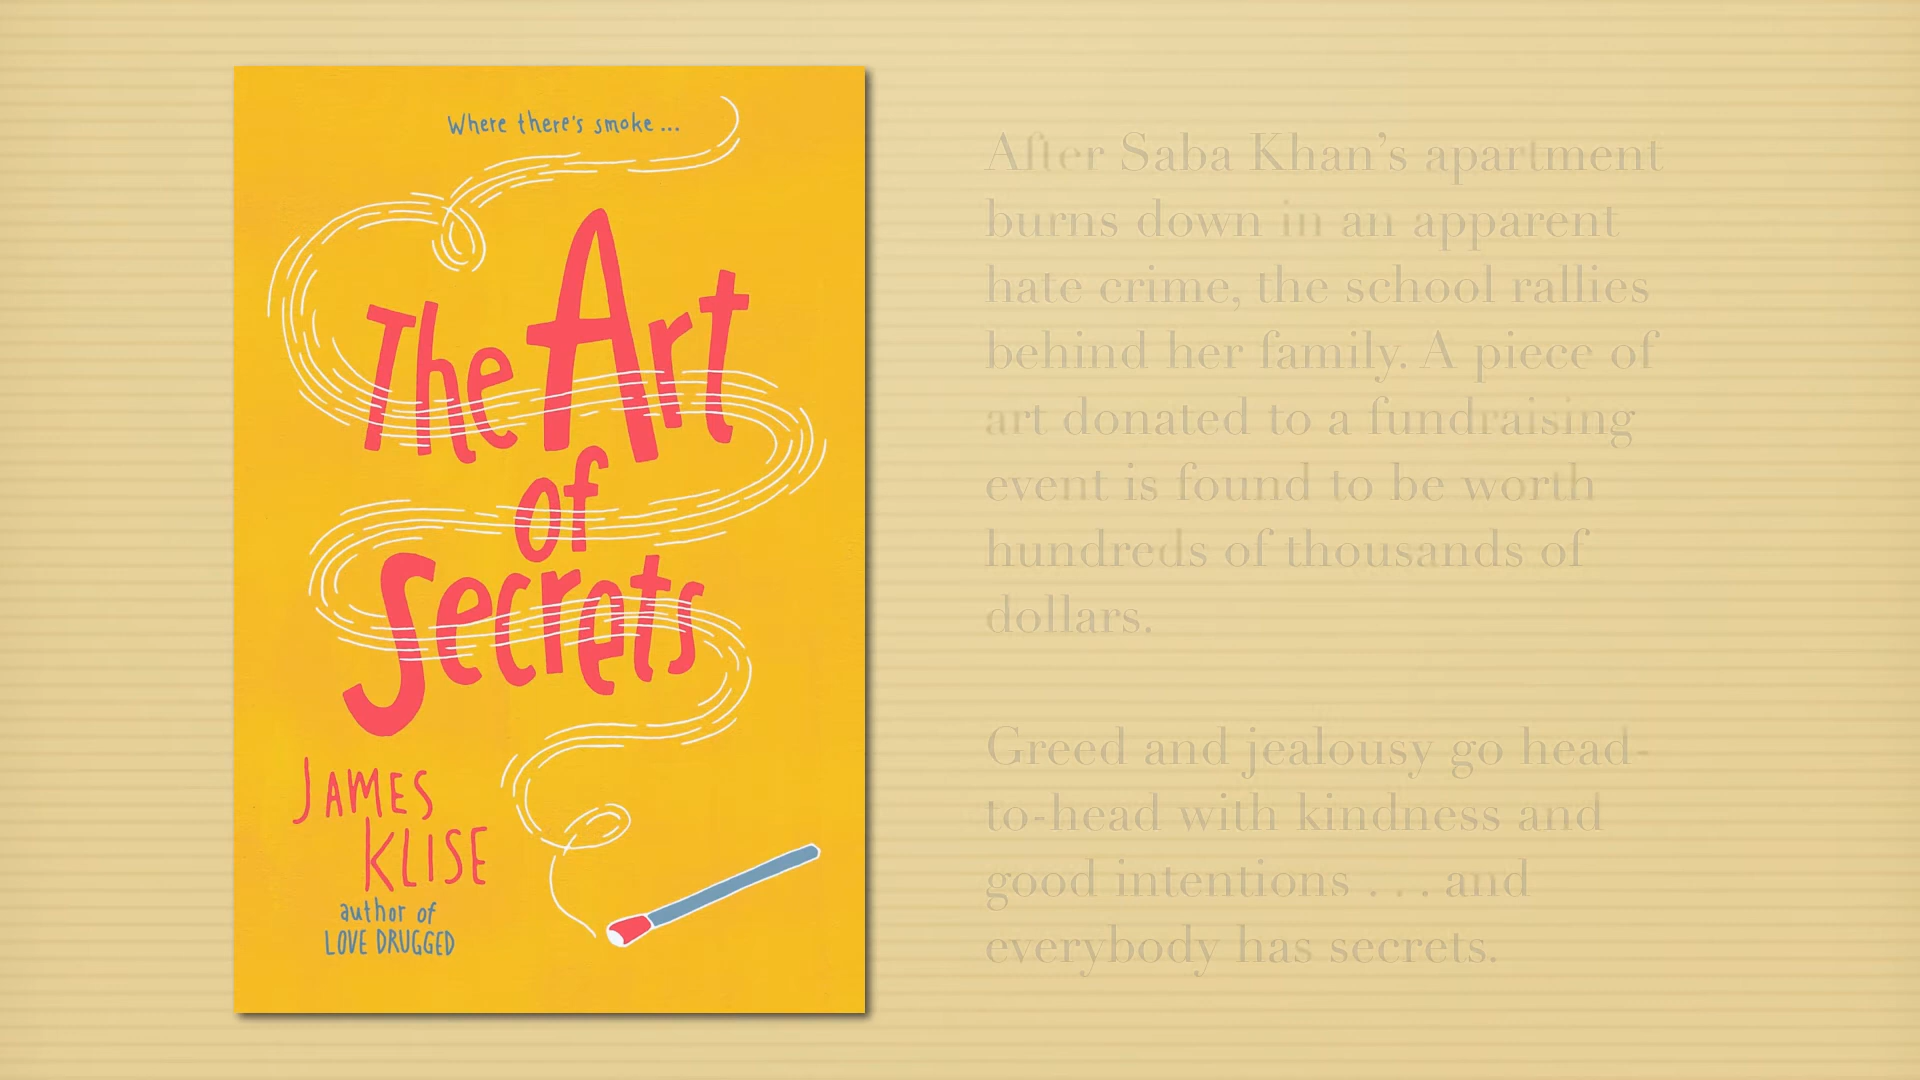 Where there's smoke...
The Art
of
Secrets
JAMES
KLISE
author of
LOVE DRUGGED
After Saba Khan’s apartment
burns down in an apparent
hate crime, the school rallies
behind her family. A piece of
art donated to a fundraising
event is found to be worth
hundreds of thousands of
dollars.
Greed and jealousy go head-
to-head with kindness and
good intentions . . . and
everybody has secrets.